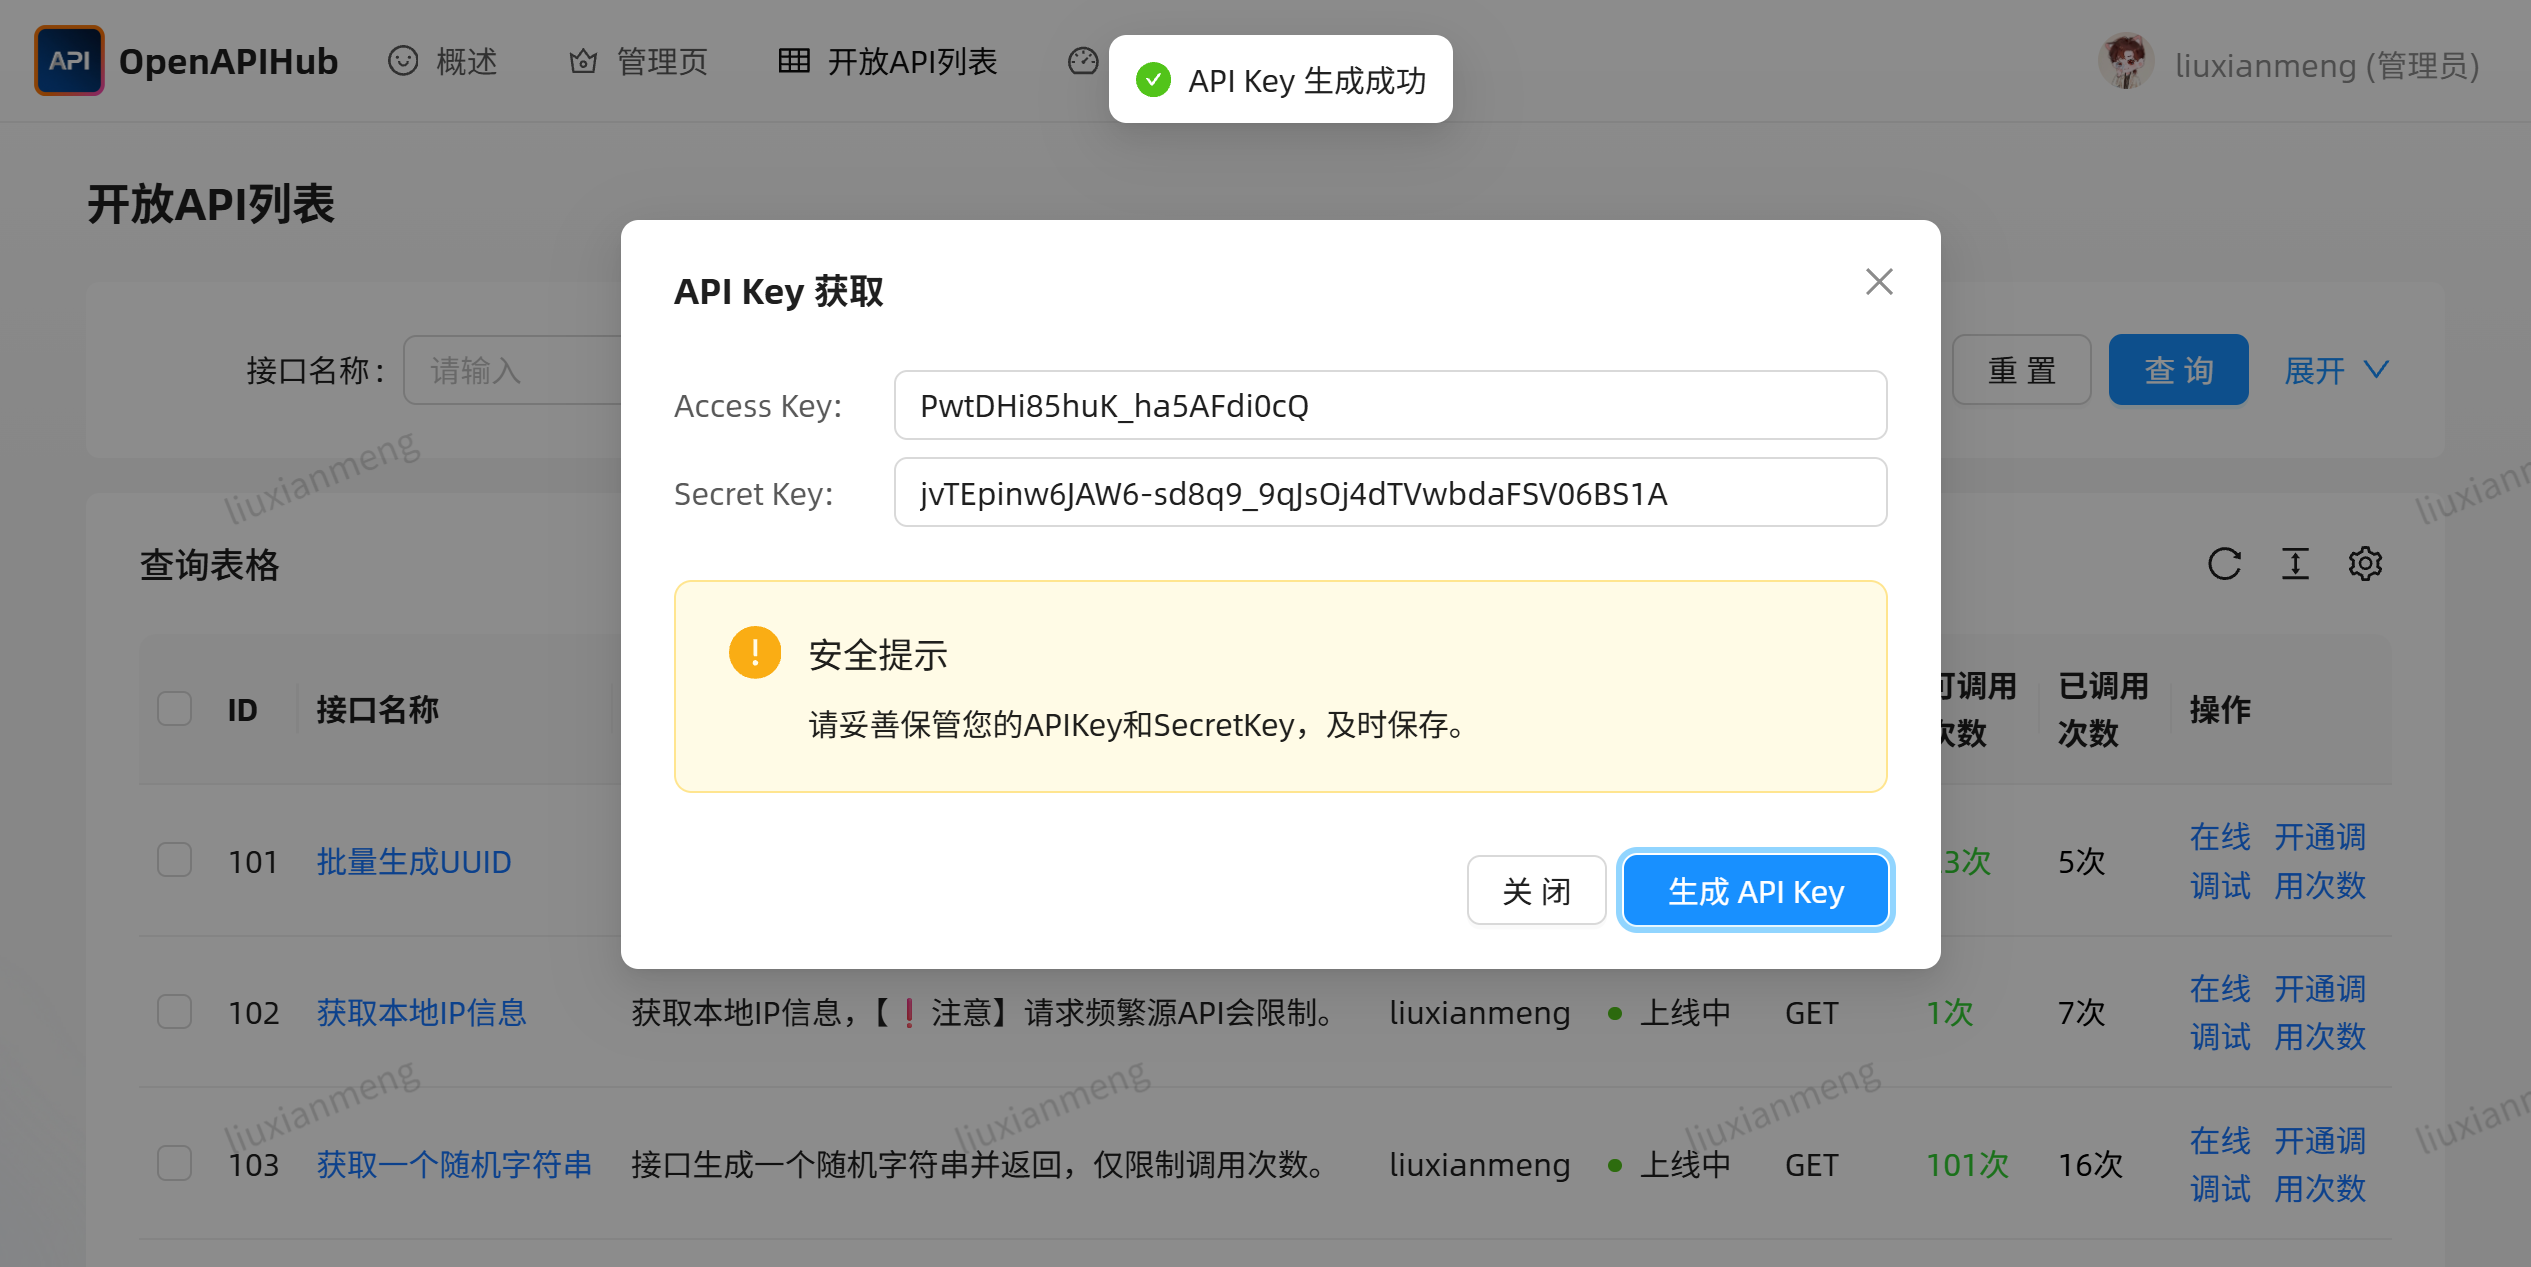 API OpenAPIHub 概述 管理页 开放API列表 liuxianmeng (管理员)
API Key 生成成功
开放API列表
API Key 获取
接口名称: 请输入 重 置 查 询 展开
Access Key: PwtDHi85huK_ha5AFdi0cQ
Secret Key: jvTEpinw6JAW6-sd8q9_9qJsOj4dTVwbdaFSV06BS1A
liuxianmeng
查询表格
安全提示
请妥善保管您的APIKey和SecretKey，及时保存。
ID 接口名称 可调用次数 已调用次数 操作
关 闭 生成 API Key
101 批量生成UUID 3次 5次 在线调试 开通调用次数
102 获取本地IP信息 获取本地IP信息，【❗注意】请求频繁源API会限制。 liuxianmeng 上线中 GET 1次 7次 在线调试 开通调用次数
liuxianmeng liuxianmeng liuxianmeng
103 获取一个随机字符串 接口生成一个随机字符串并返回，仅限制调用次数。 liuxianmeng 上线中 GET 101次 16次 在线调试 开通调用次数